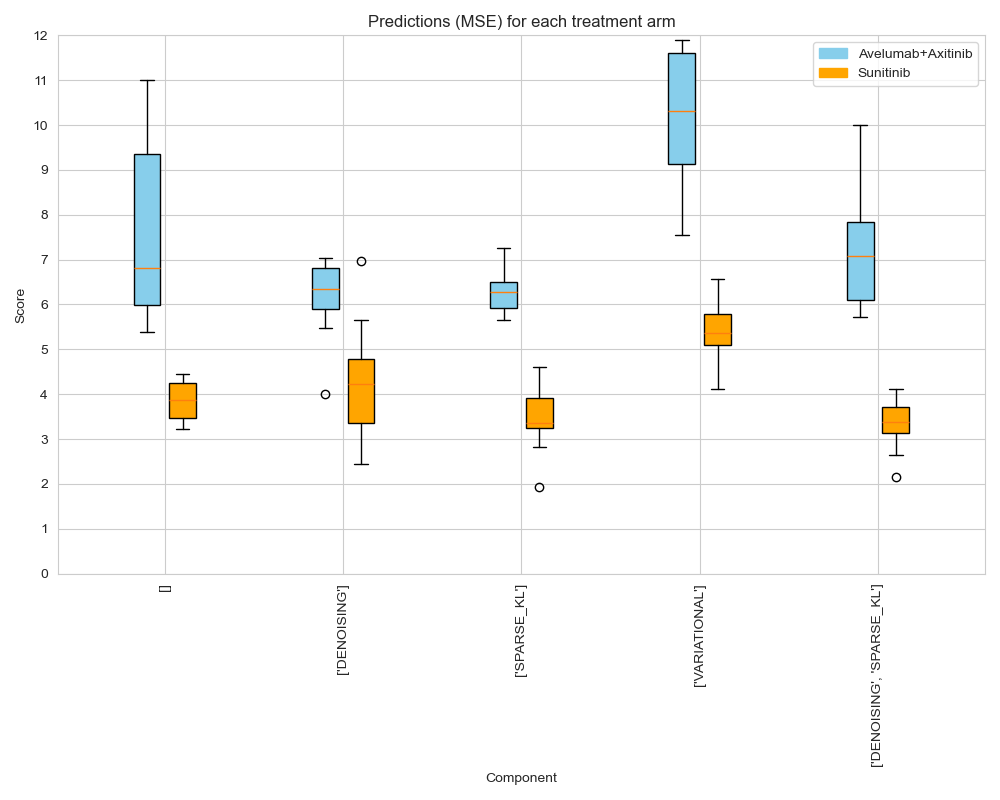 Predictions (MSE) for each treatment arm
12
11
10
9
8
7
6
5
4
3
2
1
0
Score
Avelumab+Axitinib
Sunitinib
[]
['DENOISING']
['SPARSE_KL']
['VARIATIONAL']
['DENOISING', 'SPARSE_KL']
Component